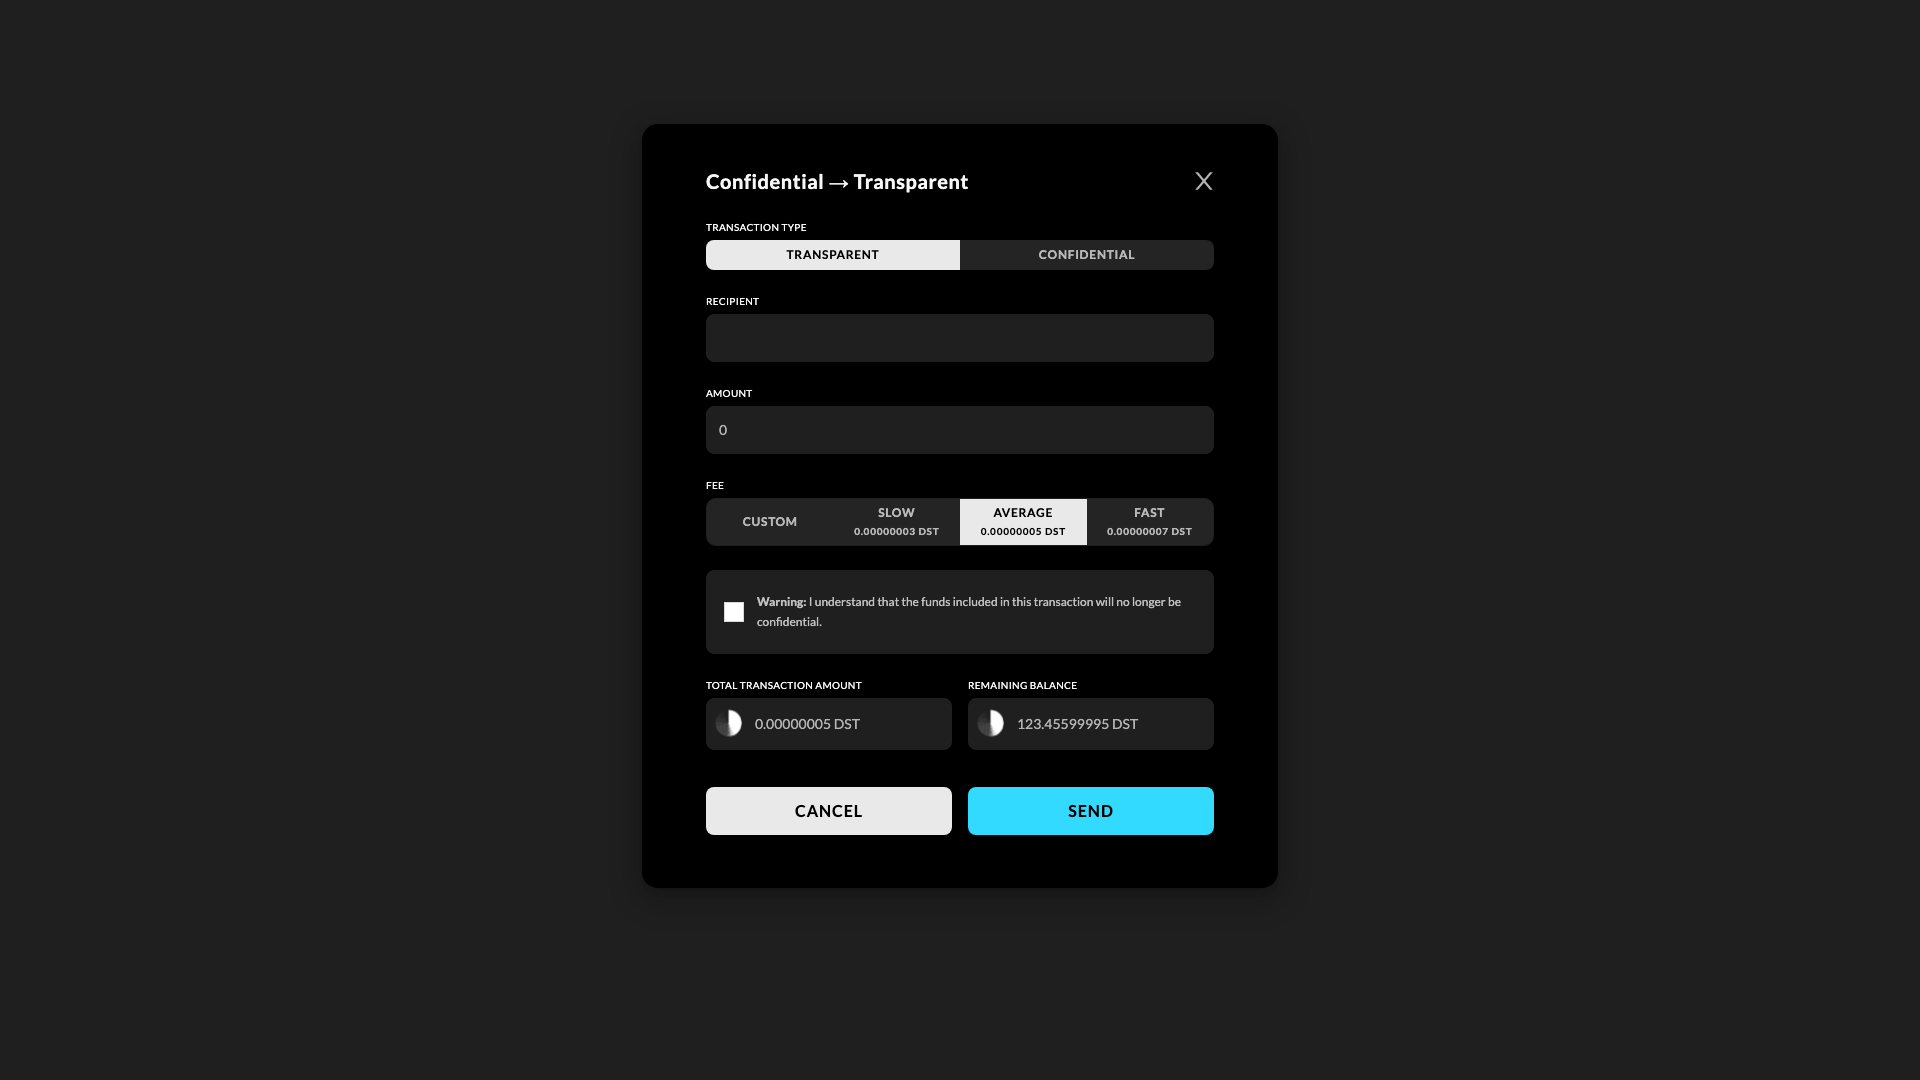 Confidential → Transparent
X
TRANSACTION TYPE
TRANSPARENT
CONFIDENTIAL
RECIPIENT
AMOUNT
0
FEE
CUSTOM
SLOW
0.00000003 DST
AVERAGE
0.00000005 DST
FAST
0.00000007 DST
Warning: I understand that the funds included in this transaction will no longer be
confidential.
TOTAL TRANSACTION AMOUNT
0.00000005 DST
REMAINING BALANCE
123.45599995 DST
CANCEL
SEND